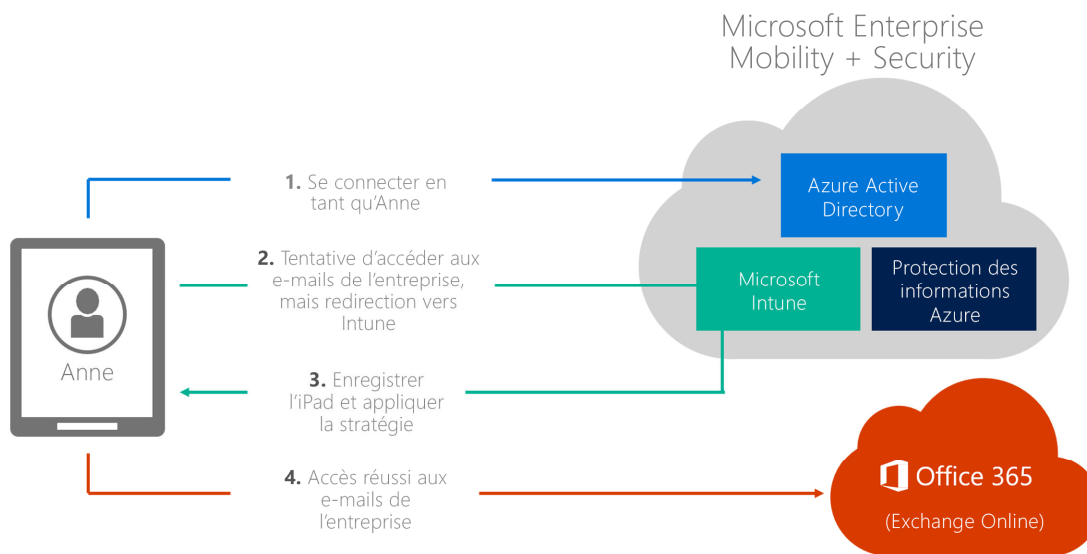 Microsoft Enterprise
Mobility + Security
1. Se connecter en
tant qu'Anne
Azure Active
Directory
2. Tentative d'accéder aux
e-mails de l'entreprise,
mais redirection vers
Intune
Microsoft
Intune
Protection des
informations
Azure
Anne
3. Enregistrer
l'iPad et appliquer
la stratégie
4. Accès réussi aux
e-mails de
l'entreprise
Office 365
(Exchange Online)